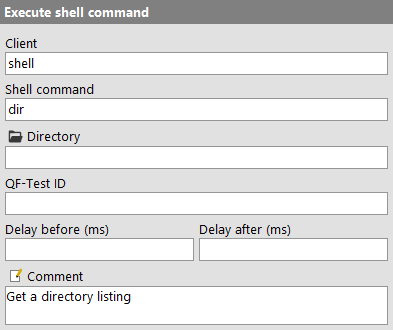 Execute shell command
Client
shell
Shell command
dir
Directory
QF-Test ID
Delay before (ms) Delay after (ms)
Comment
Get a directory listing